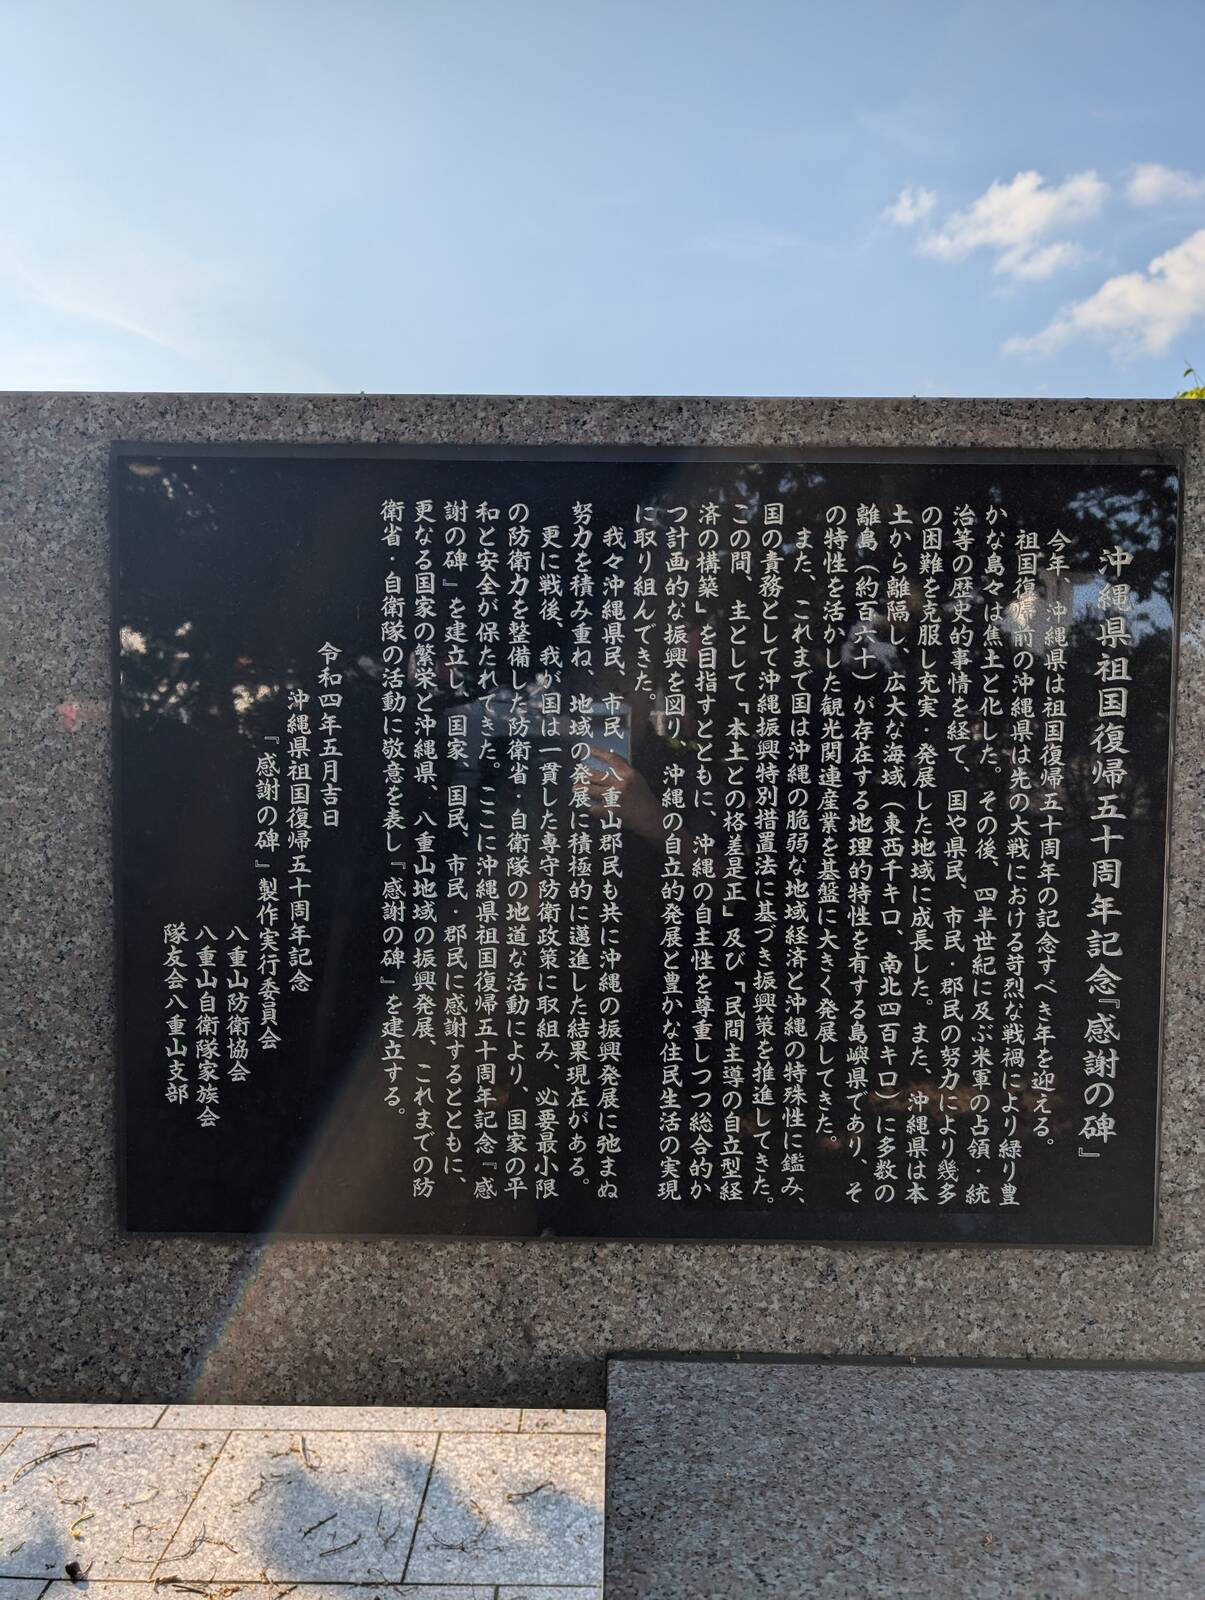 沖縄県祖国復帰五十周年記念『感謝の碑』
今年、沖縄県は祖国復帰五十周年の記念すべき年を迎える。
祖国復帰前の沖縄県は先の大戦における苛烈な戦禍により緑り豊
かな島々は焦土と化した。その後、四半世紀に及ぶ米軍の占領・統
治等の歴史的事情を経て、国や県民、市民・郡民の努力により幾多
の困難を克服し充実・発展した地域に成長した。また、沖縄県は本
土から離隔し、広大な海域（東西千キロ、南北四百キロ）に多数の
離島（約百六十）が存在する地理的特性を有する島嶼県であり、そ
の特性を活かした観光関連産業を基盤に大きく発展してきた。
また、これまで国は沖縄の脆弱な地域経済と沖縄の特殊性に鑑み、
国の責務として沖縄振興特別措置法に基づき振興策を推進してきた。
この間、主として「本土との格差是正」及び「民間主導の自立型経
済の構築」を目指すとともに、沖縄の自主性を尊重しつつ総合的か
つ計画的な振興を図り、沖縄の自立的発展と豊かな住民生活の実現
に取り組んできた。
我々沖縄県民、市民・八重山郡民も共に沖縄の振興発展に弛まぬ
努力を積み重ね、地域の発展に積極的に邁進した結果現在がある。
更に戦後、我が国は一貫した専守防衛政策に取組み、必要最小限
の防衛力を整備した防衛省・自衛隊の地道な活動により、国家の平
和と安全が保たれてきた。ここに沖縄県祖国復帰五十周年記念『感
謝の碑』を建立し、国家、国民、市民・郡民に感謝するとともに、
更なる国家の繁栄と沖縄県、八重山地域の振興発展、これまでの防
衛省・自衛隊の活動に敬意を表し『感謝の碑』を建立する。
令和四年五月吉日
沖縄県祖国復帰五十周年記念
『感謝の碑』製作実行委員会
八重山防衛協会
八重山自衛隊家族会
隊友会八重山支部